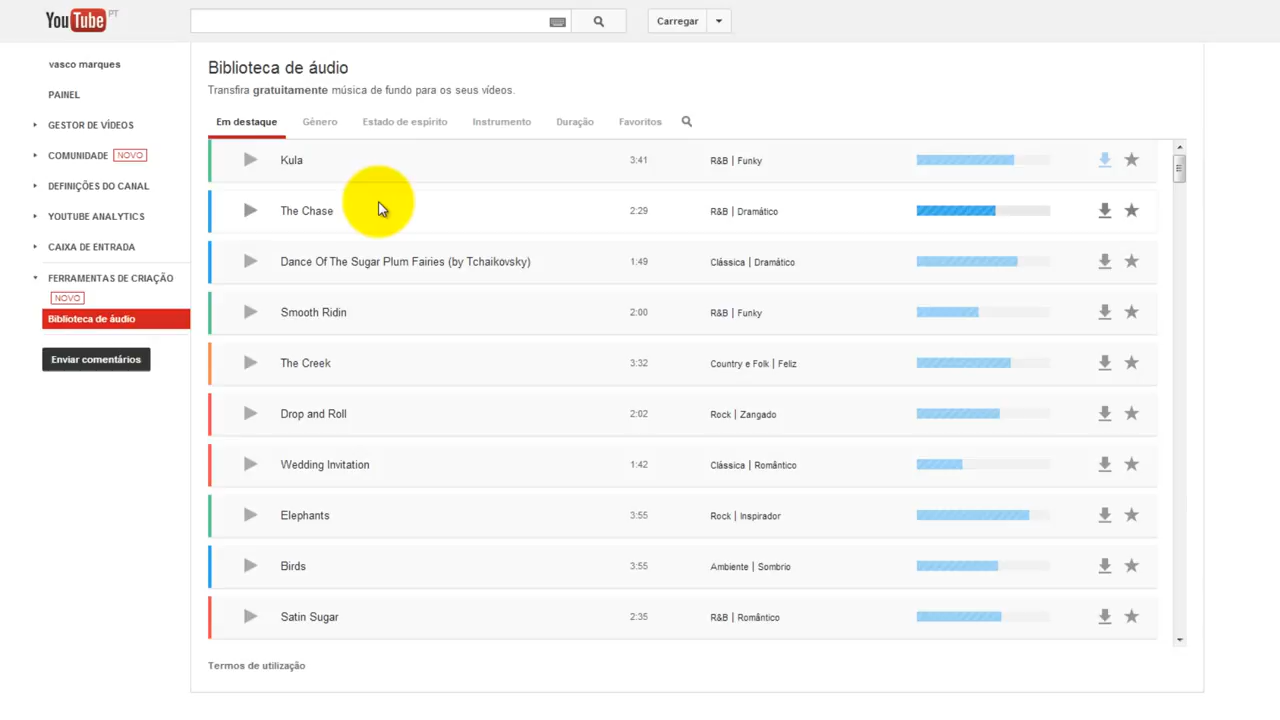 YouTube PT
Carregar
vasco marques
PAINEL
GESTOR DE VÍDEOS
COMUNIDADE NOVO
DEFINIÇÕES DO CANAL
YOUTUBE ANALYTICS
CAIXA DE ENTRADA
FERRAMENTAS DE CRIAÇÃO
NOVO
Biblioteca de áudio
Enviar comentários
Biblioteca de áudio
Transfira gratuitamente música de fundo para os seus vídeos.
Em destaque Género Estado de espírito Instrumento Duração Favoritos
Kula 3:41 R&B | Funky
The Chase 2:29 R&B | Dramático
Dance Of The Sugar Plum Fairies (by Tchaikovsky) 1:49 Clássica | Dramático
Smooth Ridin 2:00 R&B | Funky
The Creek 3:32 Country e Folk | Feliz
Drop and Roll 2:02 Rock | Zangado
Wedding Invitation 1:42 Clássica | Romântico
Elephants 3:55 Rock | Inspirador
Birds 3:55 Ambiente | Sombrio
Satin Sugar 2:35 R&B | Romântico
Termos de utilização